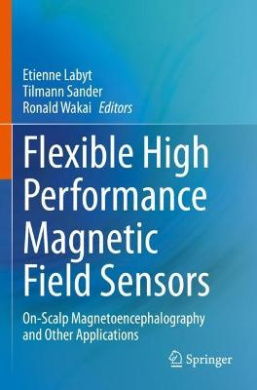 Etienne Labyt
Tilmann Sander
Ronald Wakai Editors
Flexible High
Performance
Magnetic
Field Sensors
On-Scalp Magnetoencephalography
and Other Applications
Springer